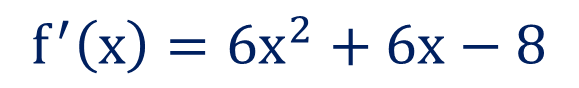 f′(x) = 6x² + 6x − 8